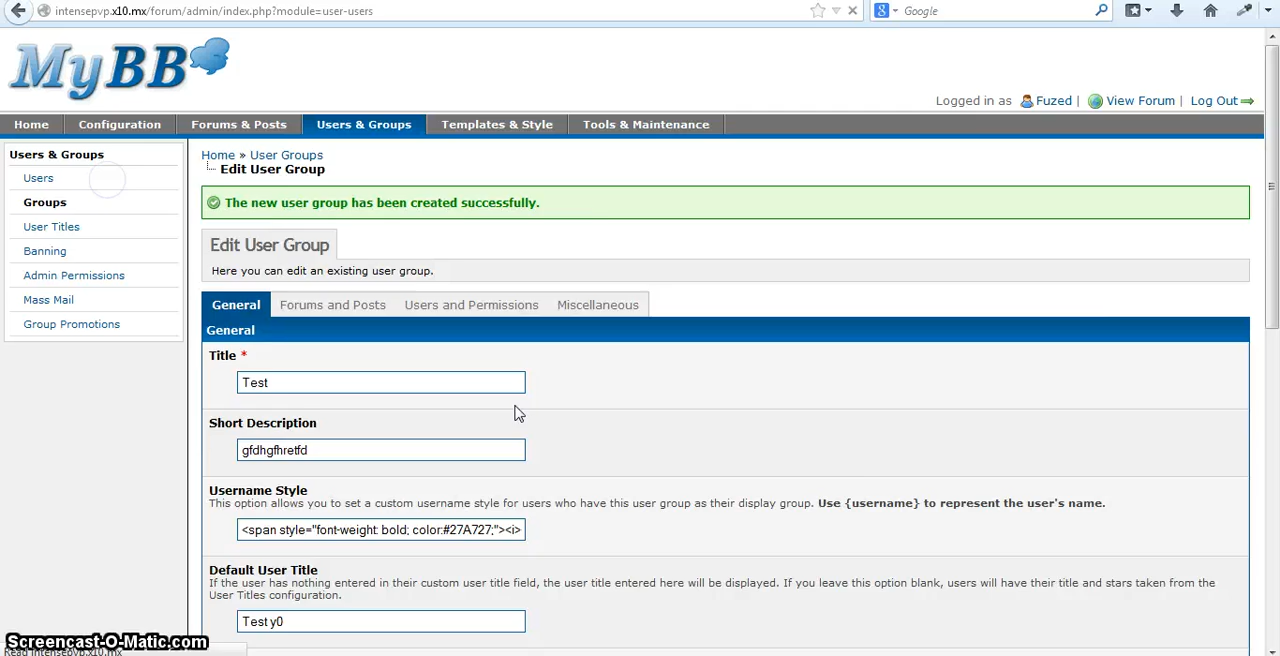 intensepvp.x10.mx/forum/admin/index.php?module=user-users
Google
MyBB
Logged in as Fuzed | View Forum | Log Out
Home Configuration Forums & Posts Users & Groups Templates & Style Tools & Maintenance
Users & Groups
Users
Groups
User Titles
Banning
Admin Permissions
Mass Mail
Group Promotions
Home » User Groups
Edit User Group
The new user group has been created successfully.
Edit User Group
Here you can edit an existing user group.
General Forums and Posts Users and Permissions Miscellaneous
General
Title *
Test
Short Description
gfdhgfhretfd
Username Style
This option allows you to set a custom username style for users who have this user group as their display group. Use {username} to represent the user's name.
<span style="font-weight: bold; color:#27A727;"><i>
Default User Title
If the user has nothing entered in their custom user title field, the user title entered here will be displayed. If you leave this option blank, users will have their title and stars taken from the
User Titles configuration.
Test y0
Screencast-O-Matic.com
Read intensepvp.x10.mx